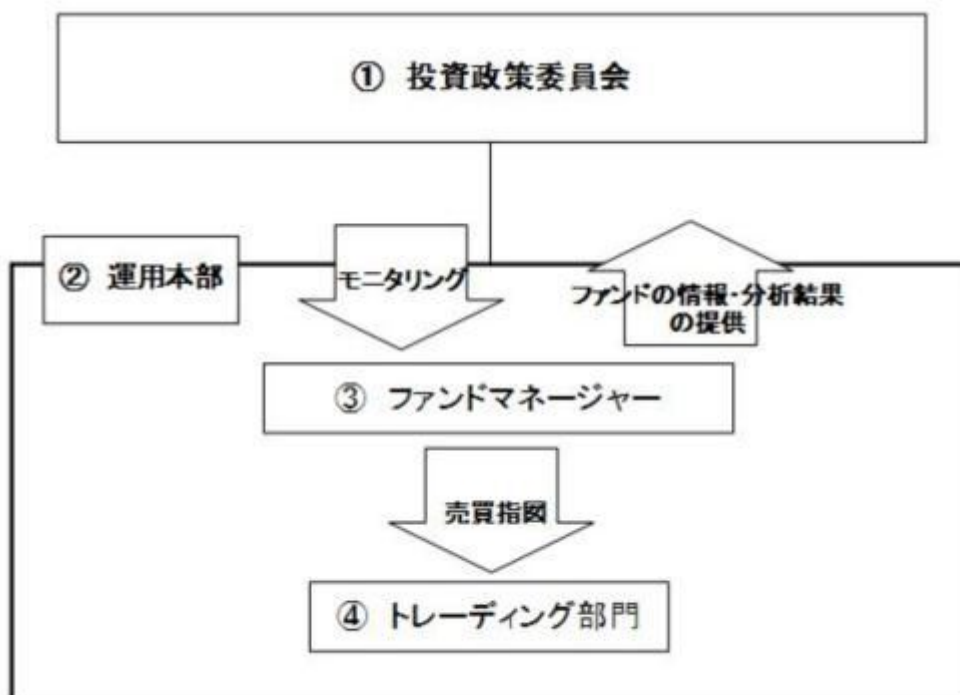 ① 投資政策委員会
② 運用本部
モニタリング
ファンドの情報・分析結果
の提供
③ ファンドマネージャー
売買指図
④ トレーディング部門